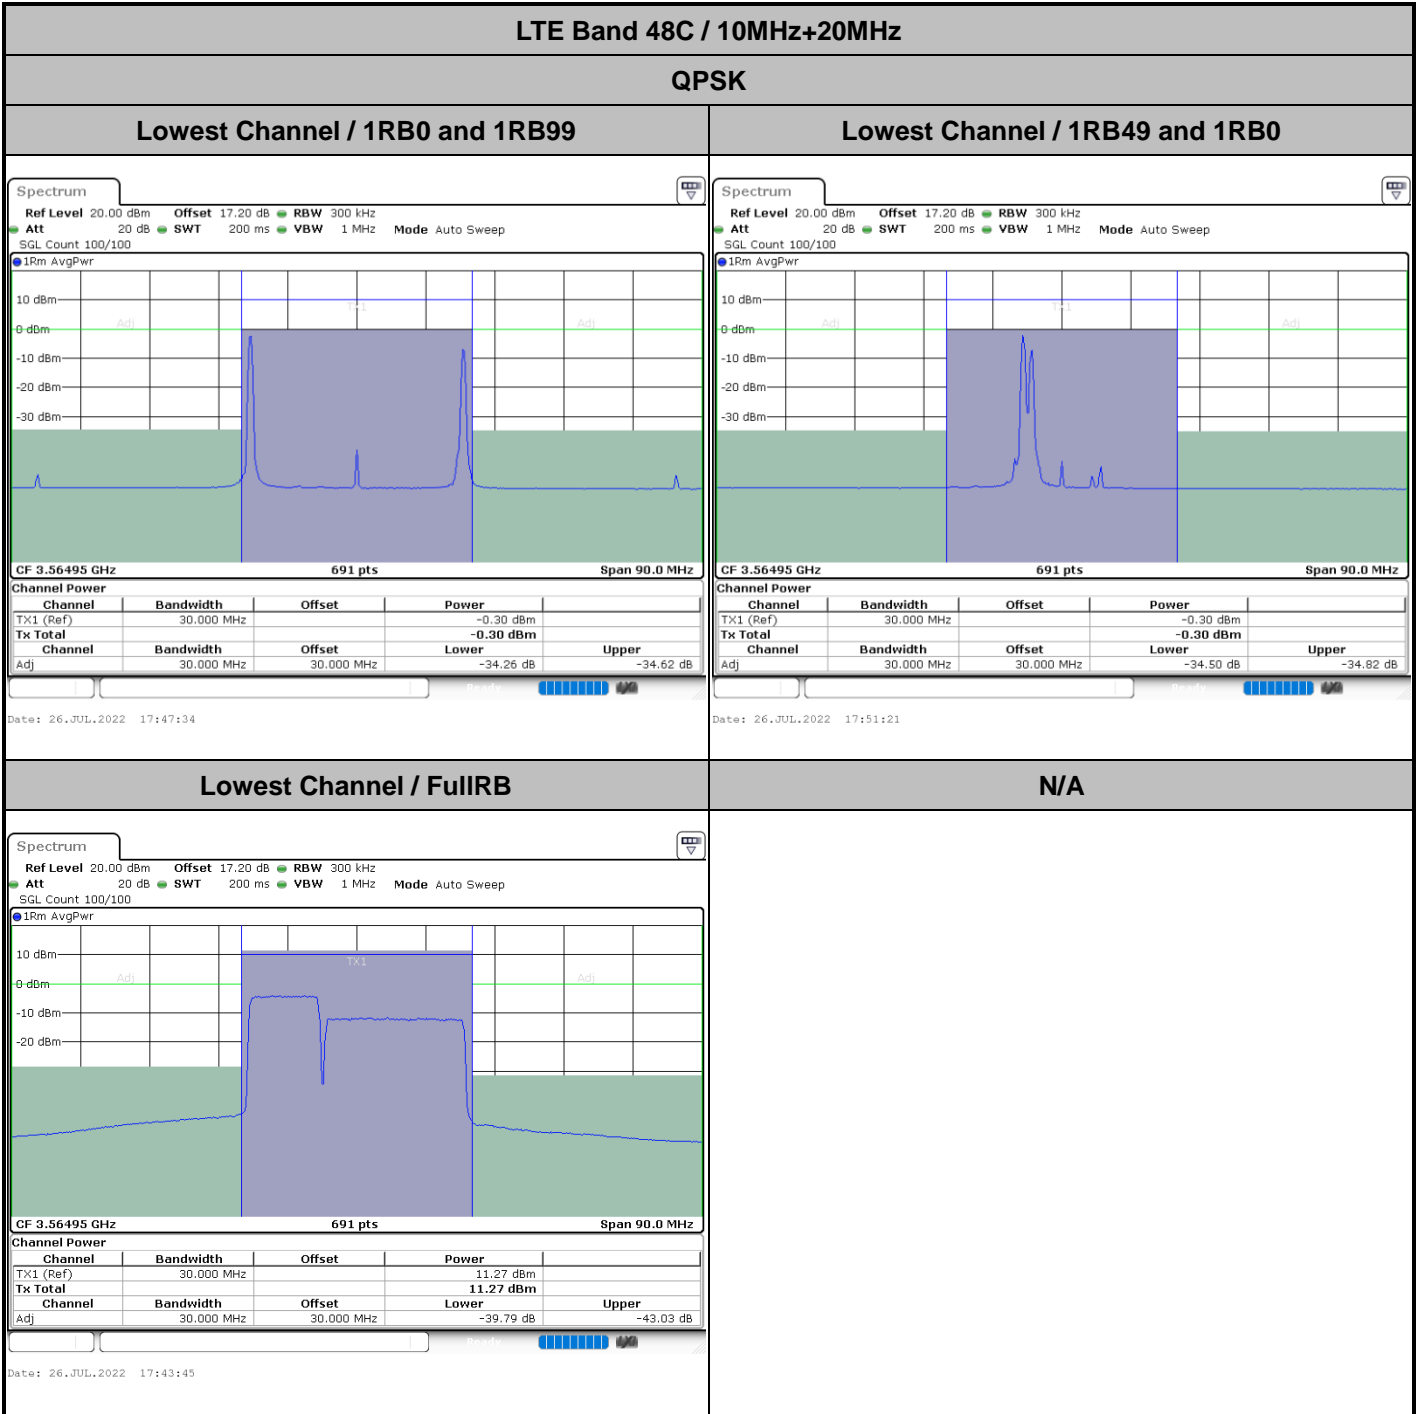 LTE Band 48C / 10MHz+20MHz
QPSK
Lowest Channel / 1RB0 and 1RB99
Lowest Channel / 1RB49 and 1RB0
Spectrum
Ref Level 20.00 dBm Offset 17.20 dB RBW 300 kHz
Att 20 dB SWT 200 ms VBW 1 MHz Mode Auto Sweep
SGL Count 100/100
1Rm AvgPwr
TX1
10 dBm
Adj
Adj
0 dBm
-10 dBm
-20 dBm
-30 dBm
CF 3.56495 GHz 691 pts Span 90.0 MHz
Channel Power
Channel Bandwidth Offset Power
TX1 (Ref) 30.000 MHz -0.30 dBm
Tx Total -0.30 dBm
Channel Bandwidth Offset Lower Upper
Adj 30.000 MHz 30.000 MHz -34.26 dB -34.62 dB
Ready
Date: 26.JUL.2022 17:47:34
Spectrum
Ref Level 20.00 dBm Offset 17.20 dB RBW 300 kHz
Att 20 dB SWT 200 ms VBW 1 MHz Mode Auto Sweep
SGL Count 100/100
1Rm AvgPwr
TX1
10 dBm
Adj
Adj
0 dBm
-10 dBm
-20 dBm
-30 dBm
CF 3.56495 GHz 691 pts Span 90.0 MHz
Channel Power
Channel Bandwidth Offset Power
TX1 (Ref) 30.000 MHz -0.30 dBm
Tx Total -0.30 dBm
Channel Bandwidth Offset Lower Upper
Adj 30.000 MHz 30.000 MHz -34.50 dB -34.82 dB
Ready
Date: 26.JUL.2022 17:51:21
Lowest Channel / FullRB
N/A
Spectrum
Ref Level 20.00 dBm Offset 17.20 dB RBW 300 kHz
Att 20 dB SWT 200 ms VBW 1 MHz Mode Auto Sweep
SGL Count 100/100
1Rm AvgPwr
10 dBm
TX1
Adj
Adj
0 dBm
-10 dBm
-20 dBm
CF 3.56495 GHz 691 pts Span 90.0 MHz
Channel Power
Channel Bandwidth Offset Power
TX1 (Ref) 30.000 MHz 11.27 dBm
Tx Total 11.27 dBm
Channel Bandwidth Offset Lower Upper
Adj 30.000 MHz 30.000 MHz -39.79 dB -43.03 dB
Ready
Date: 26.JUL.2022 17:43:45